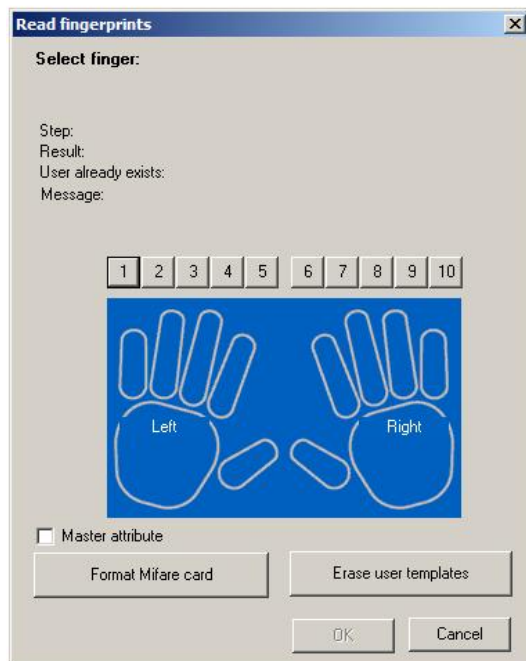 Read fingerprints
Select finger:
Step:
Result:
User already exists:
Message:
1 2 3 4 5 6 7 8 9 10
Left Right
Master attribute
Format Mifare card Erase user templates
OK Cancel